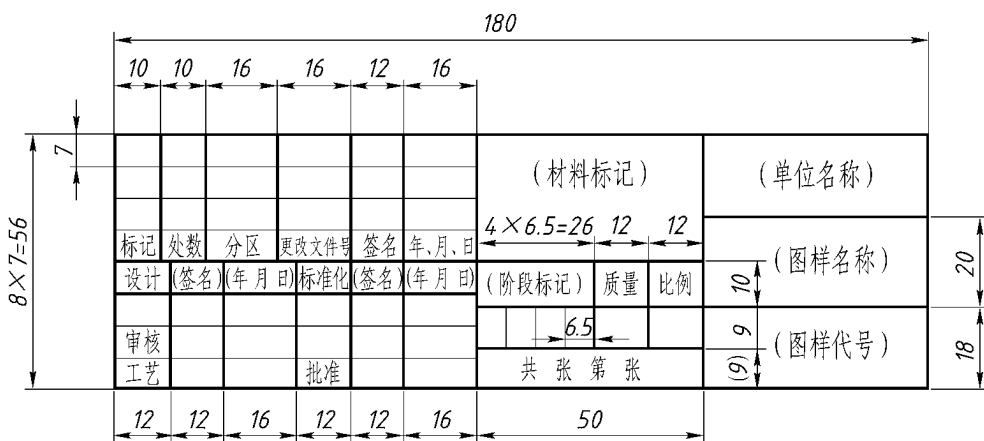 180
10 10 16 16 12 16
7
8×7=56
(材料标记)
(单位名称)
4×6.5=26 12 12
标记 处数 分区 更改文件号 签名 年、月、日
设计 (签名) (年月日) 标准化 (签名) (年月日)
(阶段标记) 质量 比例
10
(图样名称)
20
6.5
9
审核
(图样代号)
18
工艺 批准
共 张 第 张
(9)
12 12 16 12 12 16 50